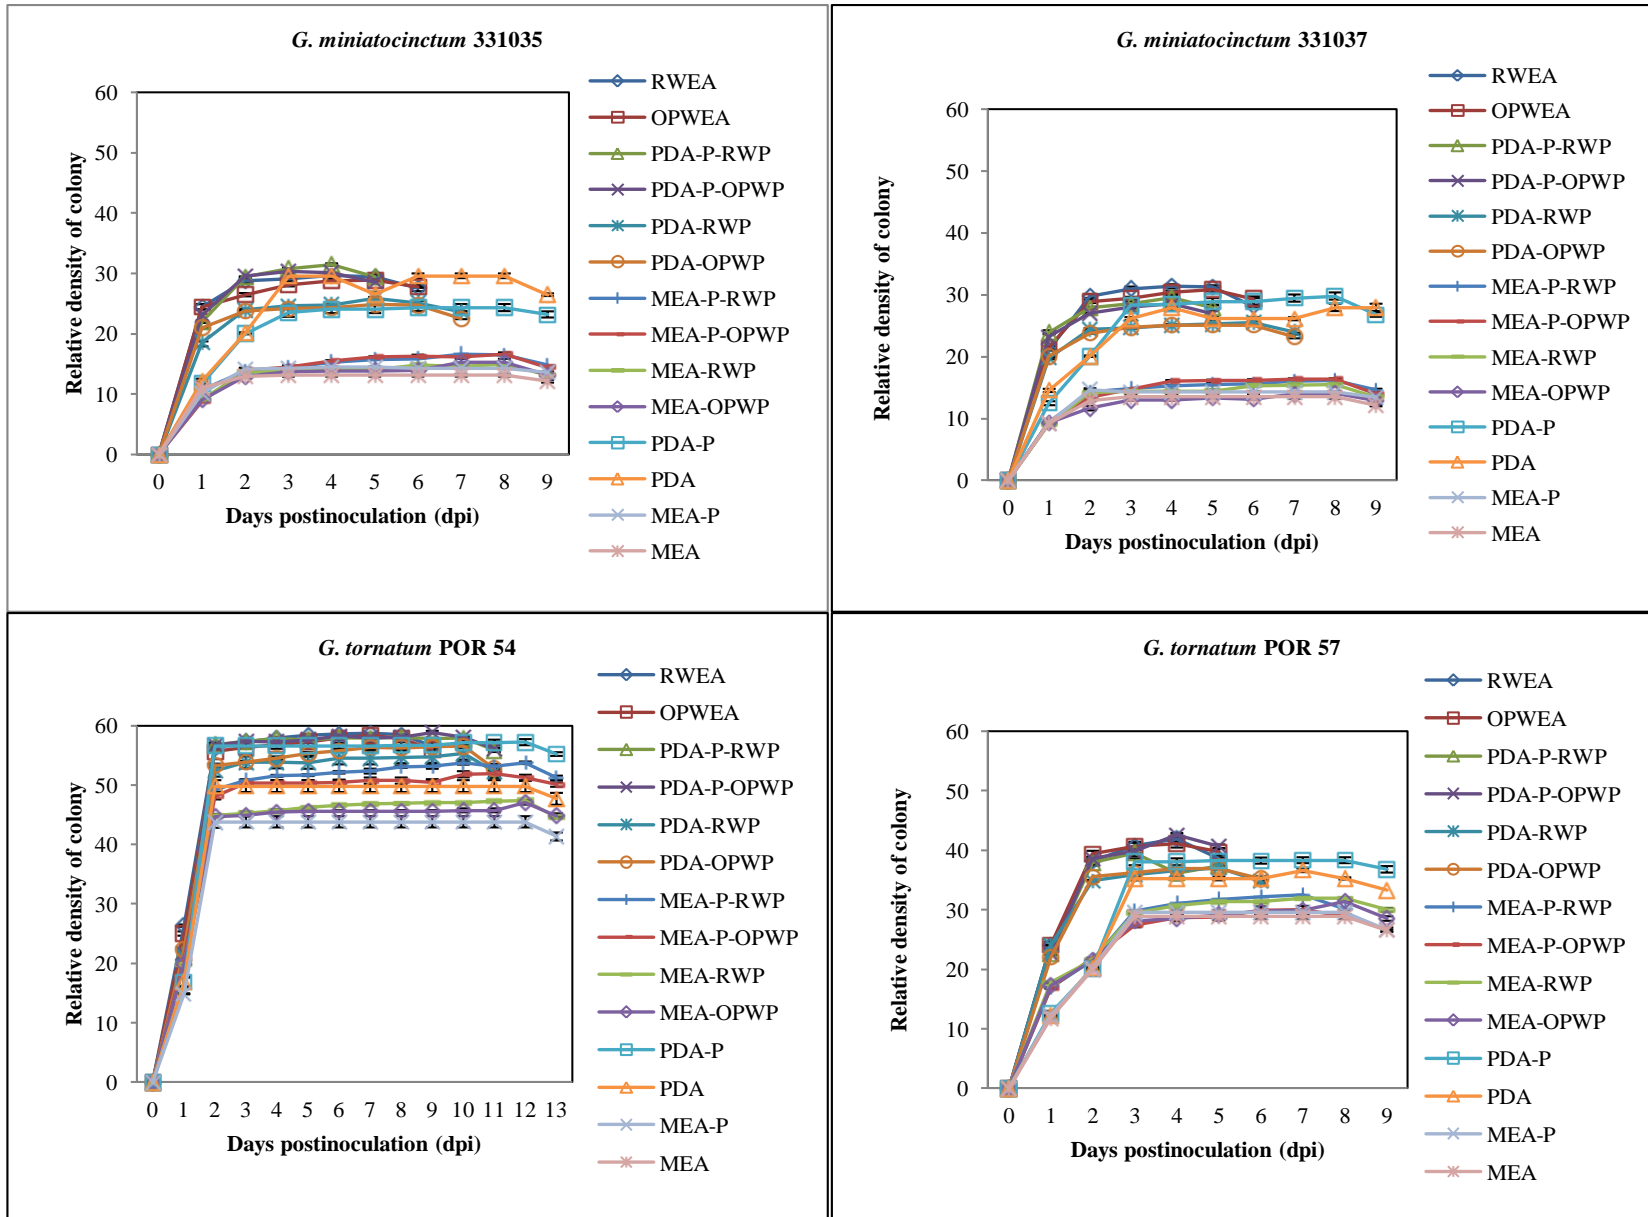 G. miniatocinctum 331035
60
50
40
30
20
10
0
0 1 2 3 4 5 6 7 8 9
Relative density of colony
Days postinoculation (dpi)
RWEA
OPWEA
PDA-P-RWP
PDA-P-OPWP
PDA-RWP
PDA-OPWP
MEA-P-RWP
MEA-P-OPWP
MEA-RWP
MEA-OPWP
PDA-P
PDA
MEA-P
MEA
G. miniatocinctum 331037
60
50
40
30
20
10
0
0 1 2 3 4 5 6 7 8 9
Relative density of colony
Days postinoculation (dpi)
RWEA
OPWEA
PDA-P-RWP
PDA-P-OPWP
PDA-RWP
PDA-OPWP
MEA-P-RWP
MEA-P-OPWP
MEA-RWP
MEA-OPWP
PDA-P
PDA
MEA-P
MEA
G. tornatum POR 54
60
50
40
30
20
10
0
0 1 2 3 4 5 6 7 8 9 10 11 12 13
Relative density of colony
Days postinoculation (dpi)
RWEA
OPWEA
PDA-P-RWP
PDA-P-OPWP
PDA-RWP
PDA-OPWP
MEA-P-RWP
MEA-P-OPWP
MEA-RWP
MEA-OPWP
PDA-P
PDA
MEA-P
MEA
G. tornatum POR 57
60
50
40
30
20
10
0
0 1 2 3 4 5 6 7 8 9
Relative density of colony
Days postinoculation (dpi)
RWEA
OPWEA
PDA-P-RWP
PDA-P-OPWP
PDA-RWP
PDA-OPWP
MEA-P-RWP
MEA-P-OPWP
MEA-RWP
MEA-OPWP
PDA-P
PDA
MEA-P
MEA